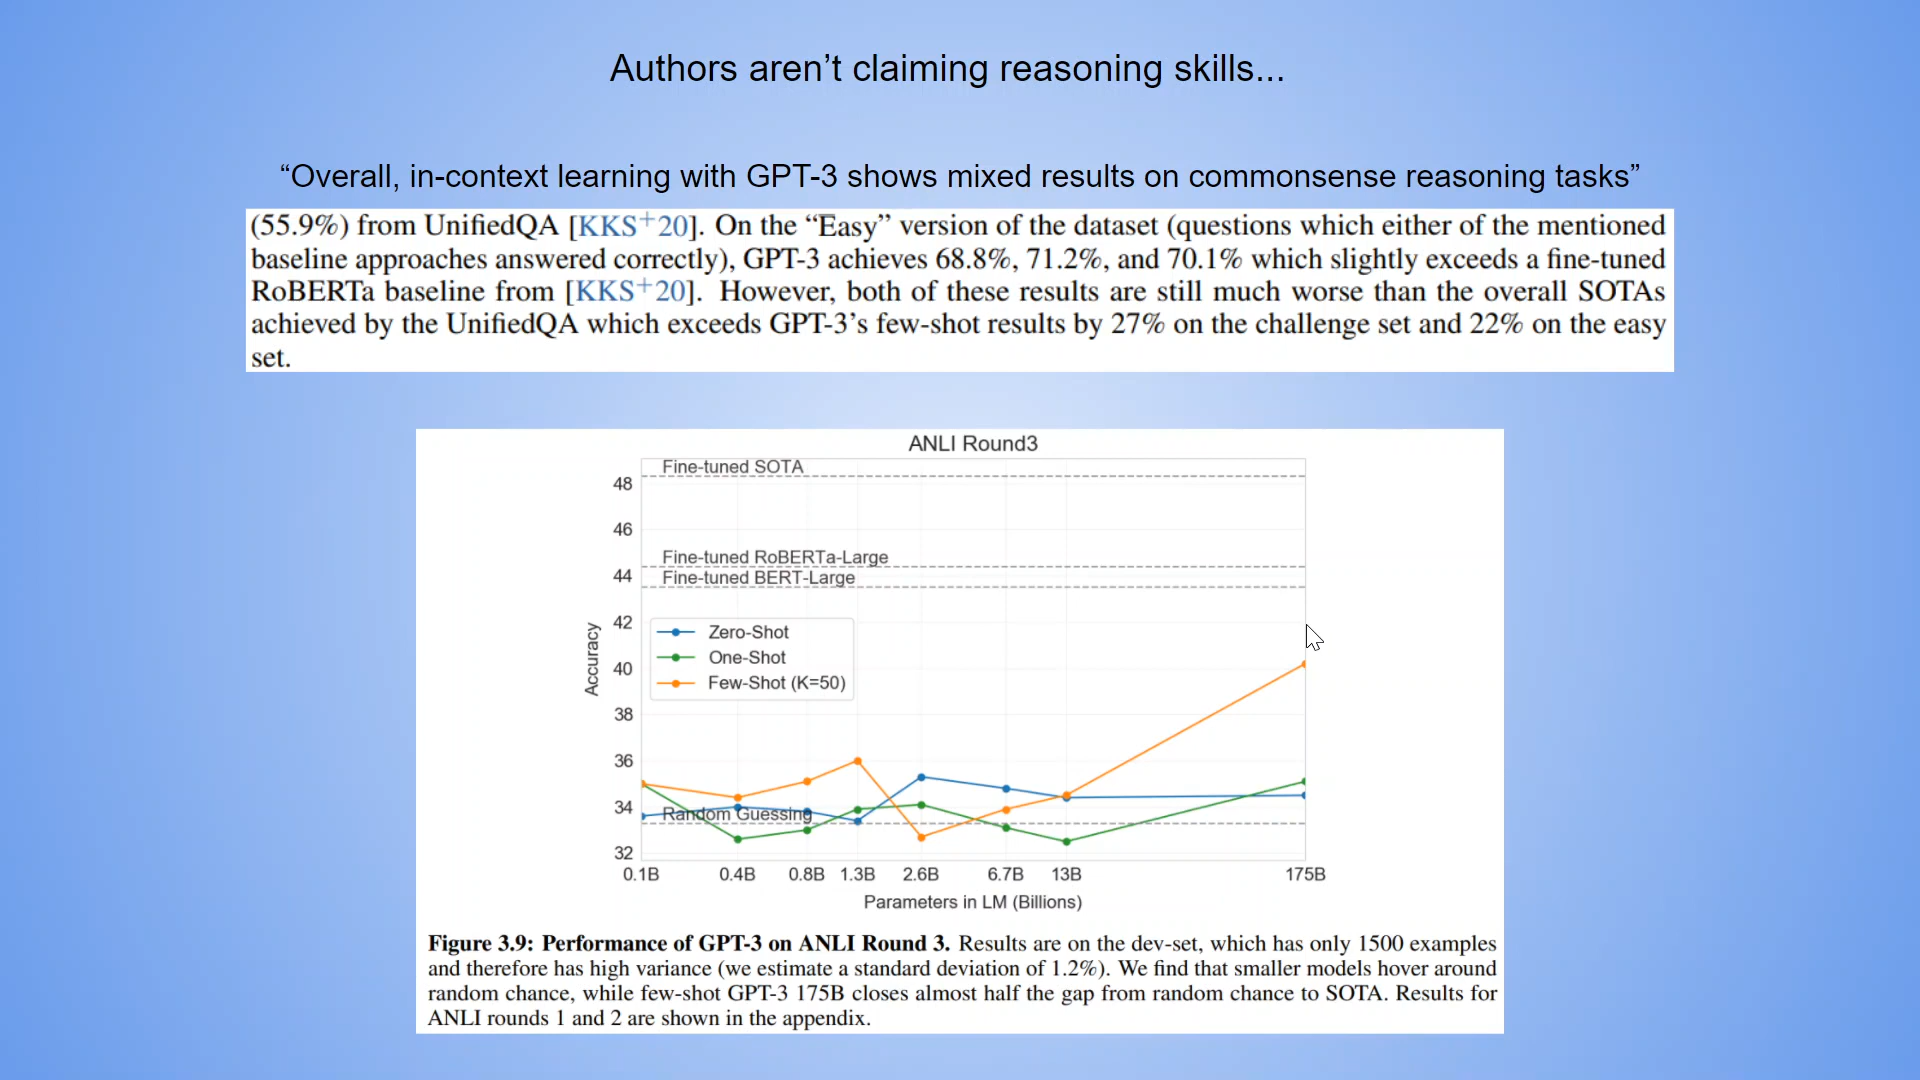 Authors aren’t claiming reasoning skills...
“Overall, in-context learning with GPT-3 shows mixed results on commonsense reasoning tasks”
(55.9%) from UnifiedQA [KKS+20]. On the “Easy” version of the dataset (questions which either of the mentioned
baseline approaches answered correctly), GPT-3 achieves 68.8%, 71.2%, and 70.1% which slightly exceeds a fine-tuned
RoBERTa baseline from [KKS+20]. However, both of these results are still much worse than the overall SOTAs
achieved by the UnifiedQA which exceeds GPT-3’s few-shot results by 27% on the challenge set and 22% on the easy
set.
ANLI Round3
Fine-tuned SOTA
48
46
Fine-tuned RoBERTa-Large
44
Fine-tuned BERT-Large
42
Zero-Shot
One-Shot
Few-Shot (K=50)
Accuracy
40
38
36
34
Random Guessing
32
0.1B 0.4B 0.8B 1.3B 2.6B 6.7B 13B 175B
Parameters in LM (Billions)
Figure 3.9: Performance of GPT-3 on ANLI Round 3. Results are on the dev-set, which has only 1500 examples
and therefore has high variance (we estimate a standard deviation of 1.2%). We find that smaller models hover around
random chance, while few-shot GPT-3 175B closes almost half the gap from random chance to SOTA. Results for
ANLI rounds 1 and 2 are shown in the appendix.